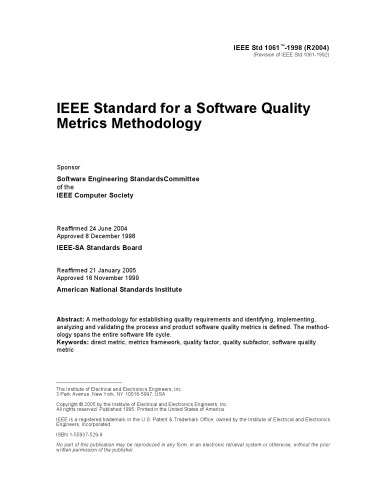 IEEE Std 1061™-1998 (R2004)
(Revision of IEEE Std 1061-1992)
IEEE Standard for a Software Quality
Metrics Methodology
Sponsor
Software Engineering StandardsCommittee
of the
IEEE Computer Society
Reaffirmed 24 June 2004
Approved 8 December 1998
IEEE-SA Standards Board
Reaffirmed 21 January 2005
Approved 16 November 1999
American National Standards Institute
Abstract: A methodology for establishing quality requirements and identifying, implementing,
analyzing and validating the process and product software quality metrics is defined. The method-
ology spans the entire software life cycle.
Keywords: direct metric, metrics framework, quality factor, quality subfactor, software quality
metric
The Institute of Electrical and Electronics Engineers, Inc.
3 Park Avenue, New York, NY 10016-5997, USA
Copyright © 2005 by the Institute of Electrical and Electronics Engineers, Inc.
All rights reserved. Published 1985. Printed in the United States of America.
IEEE is a registered trademark in the U.S. Patent & Trademark Office, owned by the Institute of Electrical and Electronics
Engineers, Incorporated.
ISBN 1-55937-529-9
No part of this publication may be reproduced in any form, in an electronic retrieval system or otherwise, without the prior
written permission of the publisher.